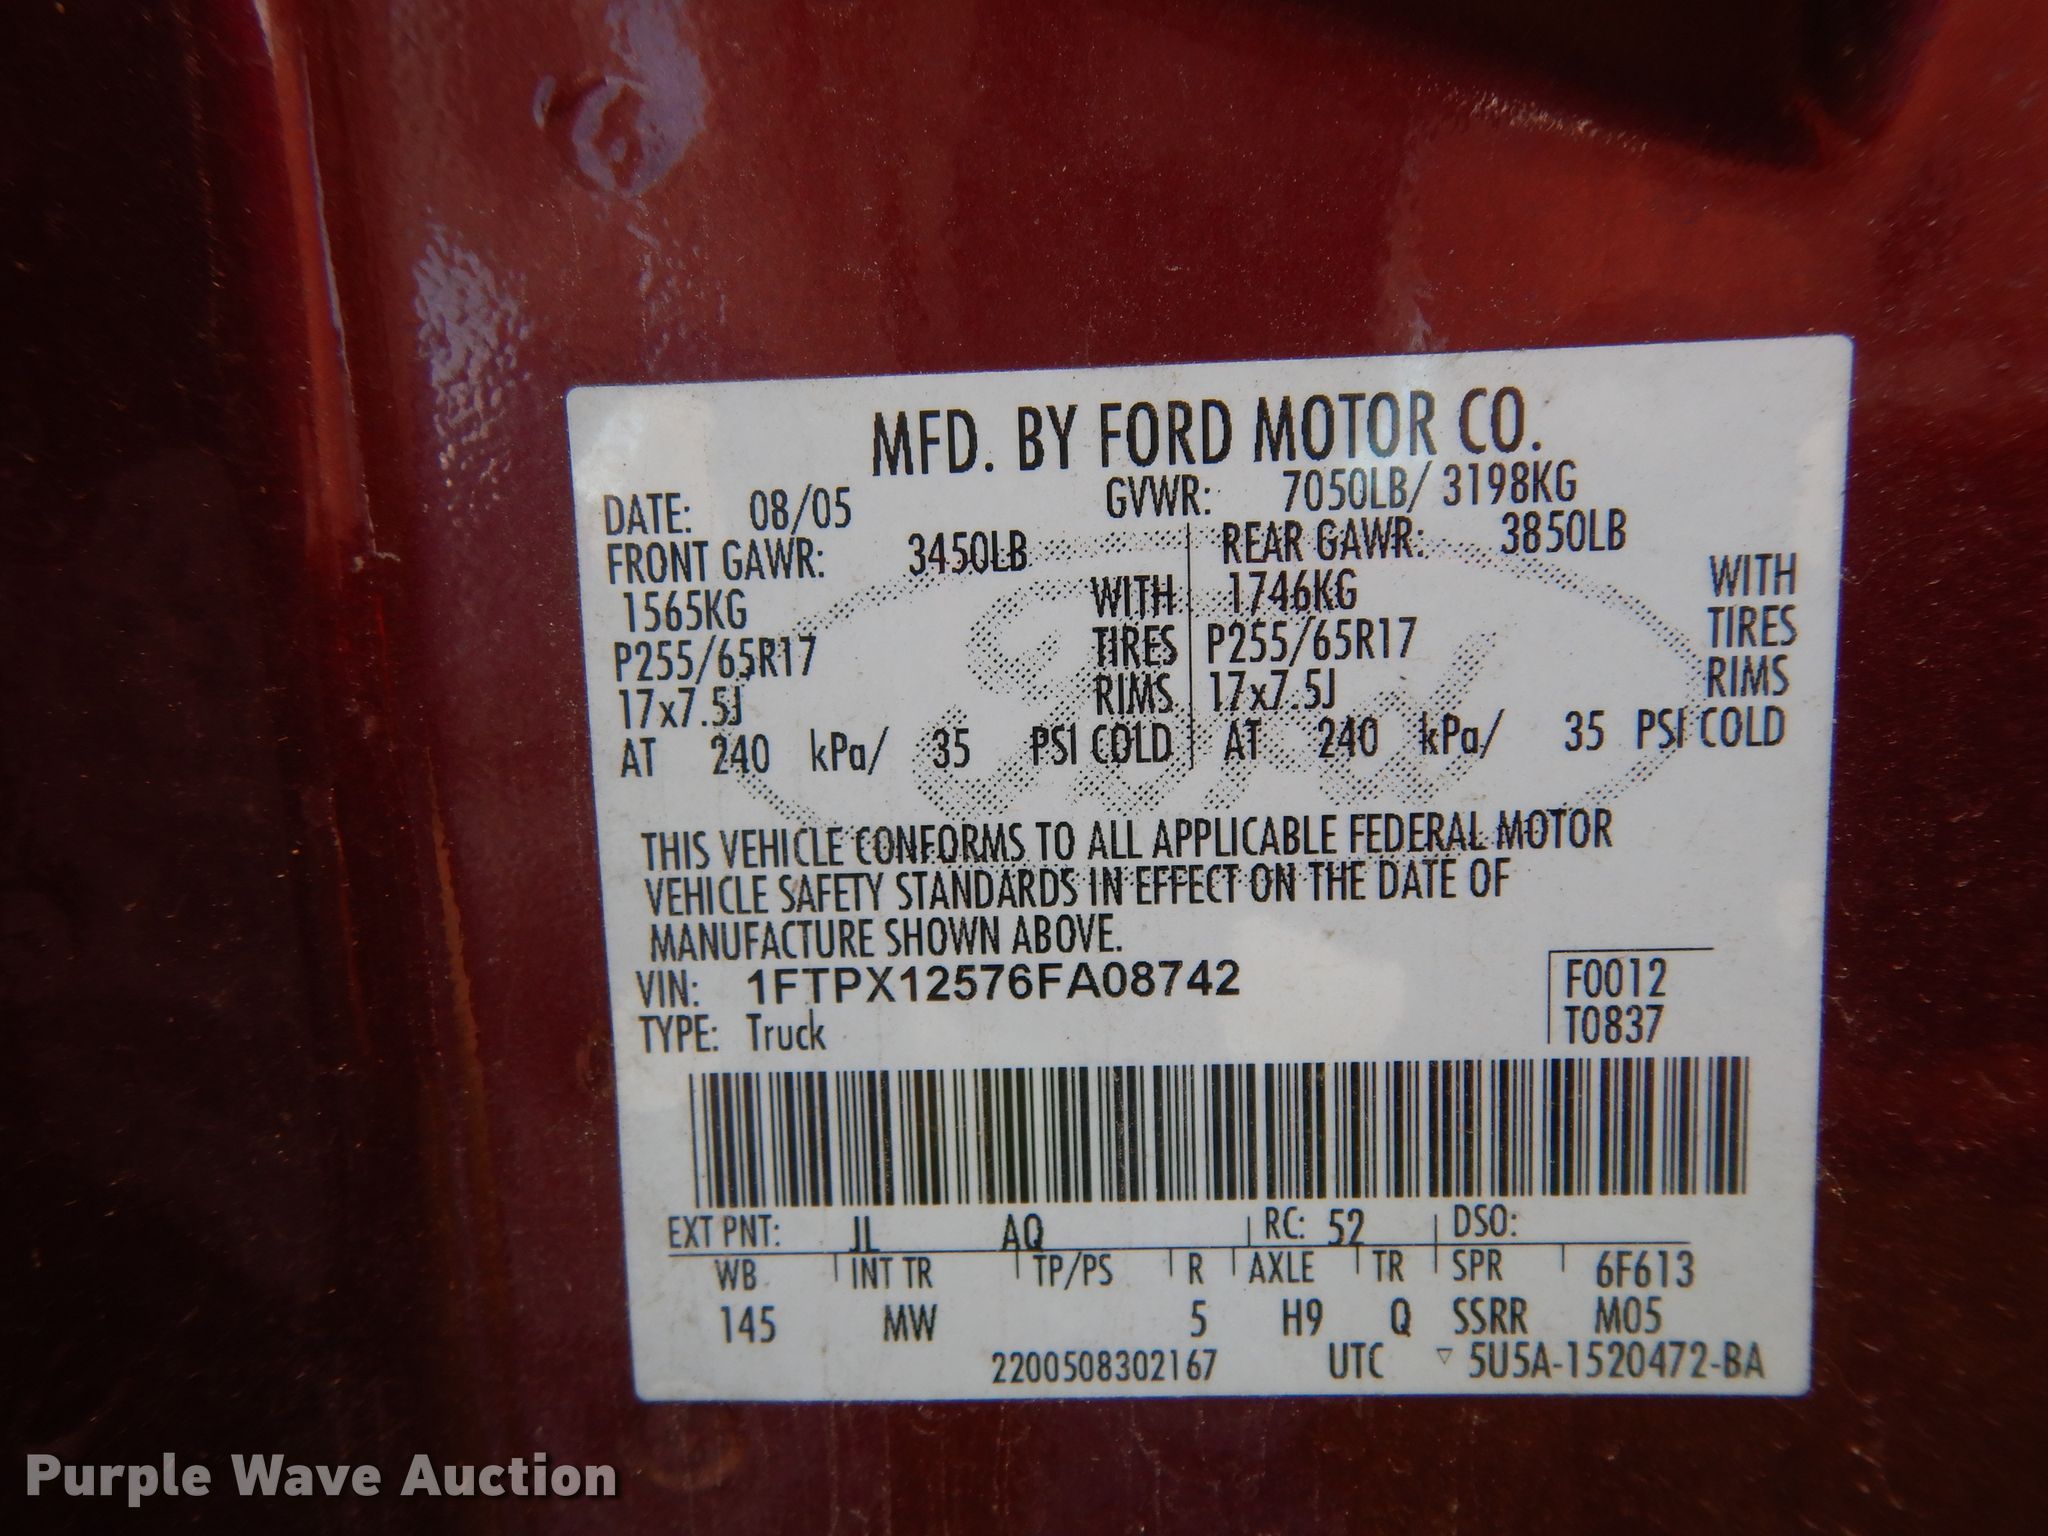 MFD. BY FORD MOTOR CO.
DATE: 08/05 GVWR: 7050LB/ 3198KG
FRONT GAWR: 3450LB REAR GAWR: 3850LB
1565KG WITH 1746KG WITH
P255/65R17 TIRES P255/65R17 TIRES
17x7.5J RIMS 17x7.5J RIMS
AT 240 kPa/ 35 PSI COLD AT 240 kPa/ 35 PSI COLD
THIS VEHICLE CONFORMS TO ALL APPLICABLE FEDERAL MOTOR
VEHICLE SAFETY STANDARDS IN EFFECT ON THE DATE OF
MANUFACTURE SHOWN ABOVE.
VIN: 1FTPX12576FA08742 F0012
TYPE: Truck T0837
EXT PNT: JL AQ RC: 52 DSO:
WB INT TR TP/PS R AXLE TR SPR 6F613
145 MW 5 H9 Q SSRR M05
2200508302167 UTC ▽ 5U5A-1520472-BA
Purple Wave Auction